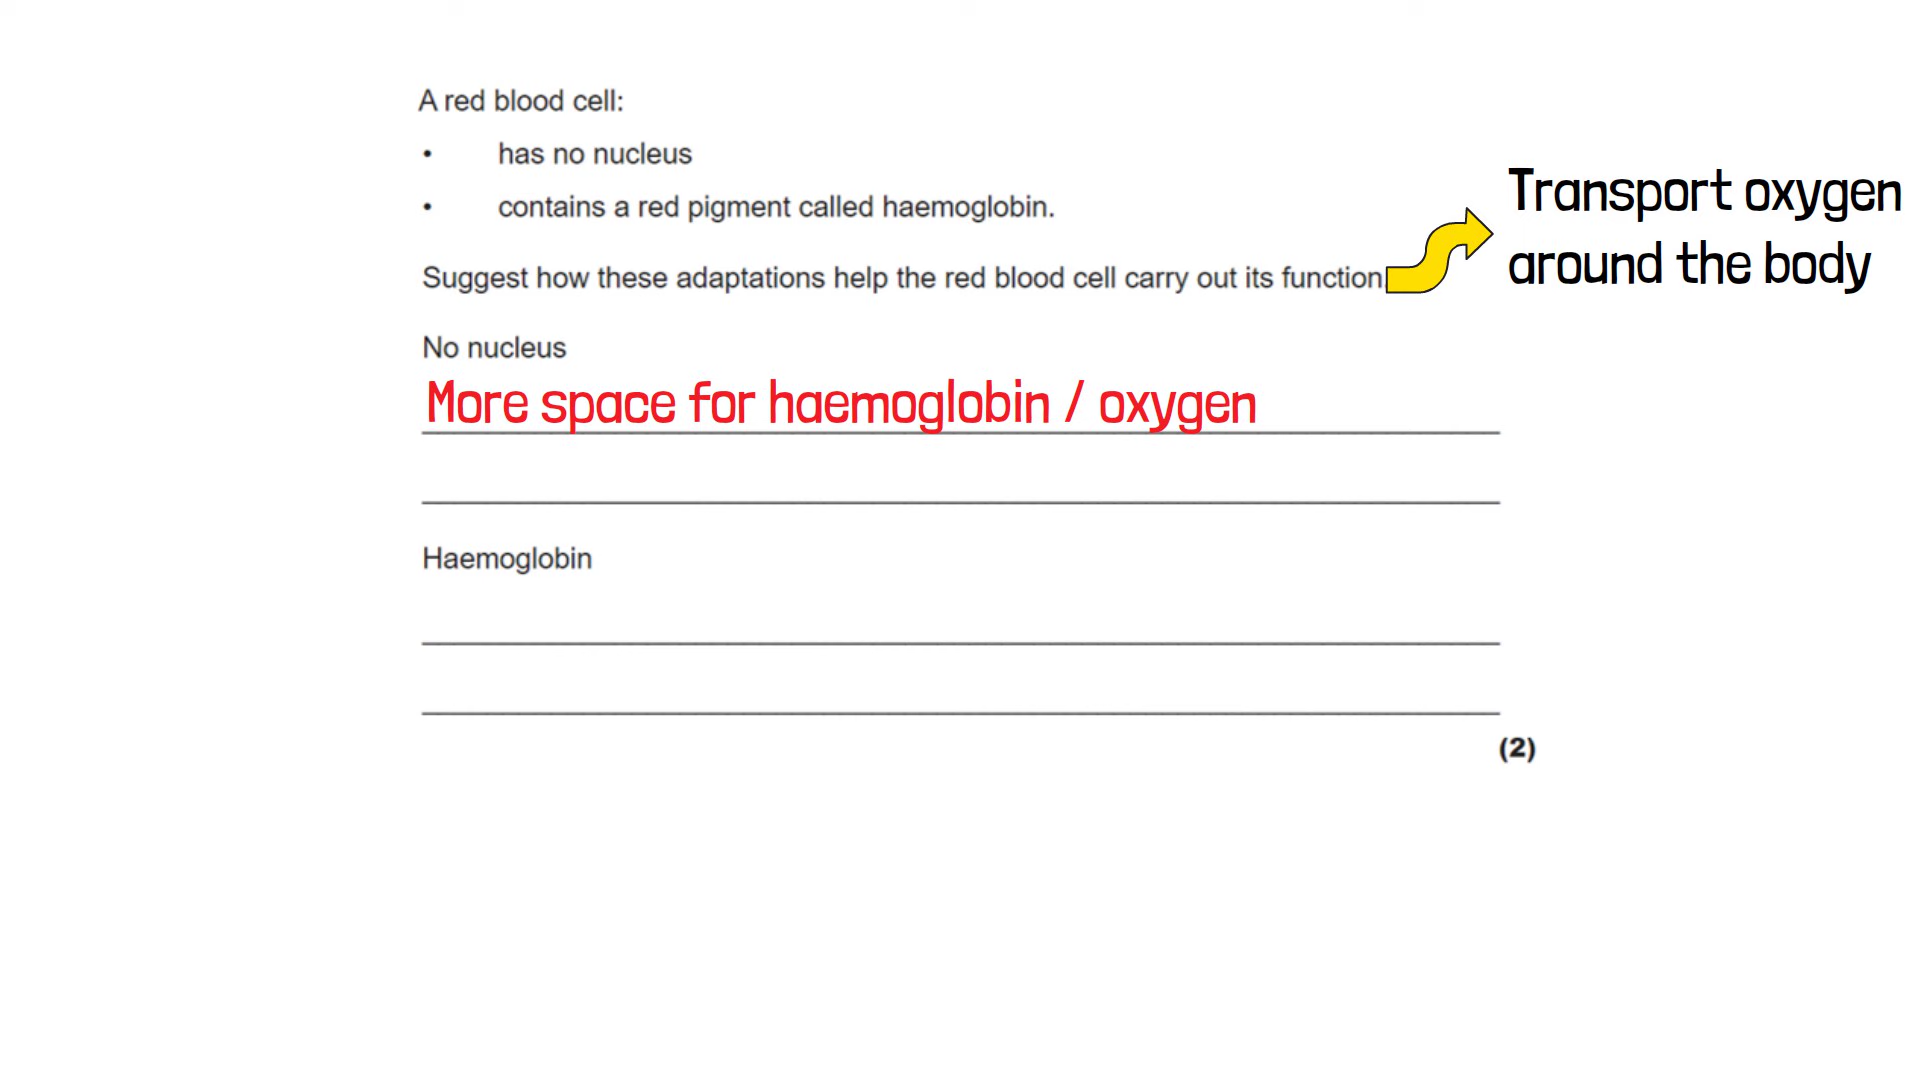 A red blood cell:
• has no nucleus
• contains a red pigment called haemoglobin.
Transport oxygen
around the body
Suggest how these adaptations help the red blood cell carry out its function.
No nucleus
More space for haemoglobin / oxygen
Haemoglobin
(2)